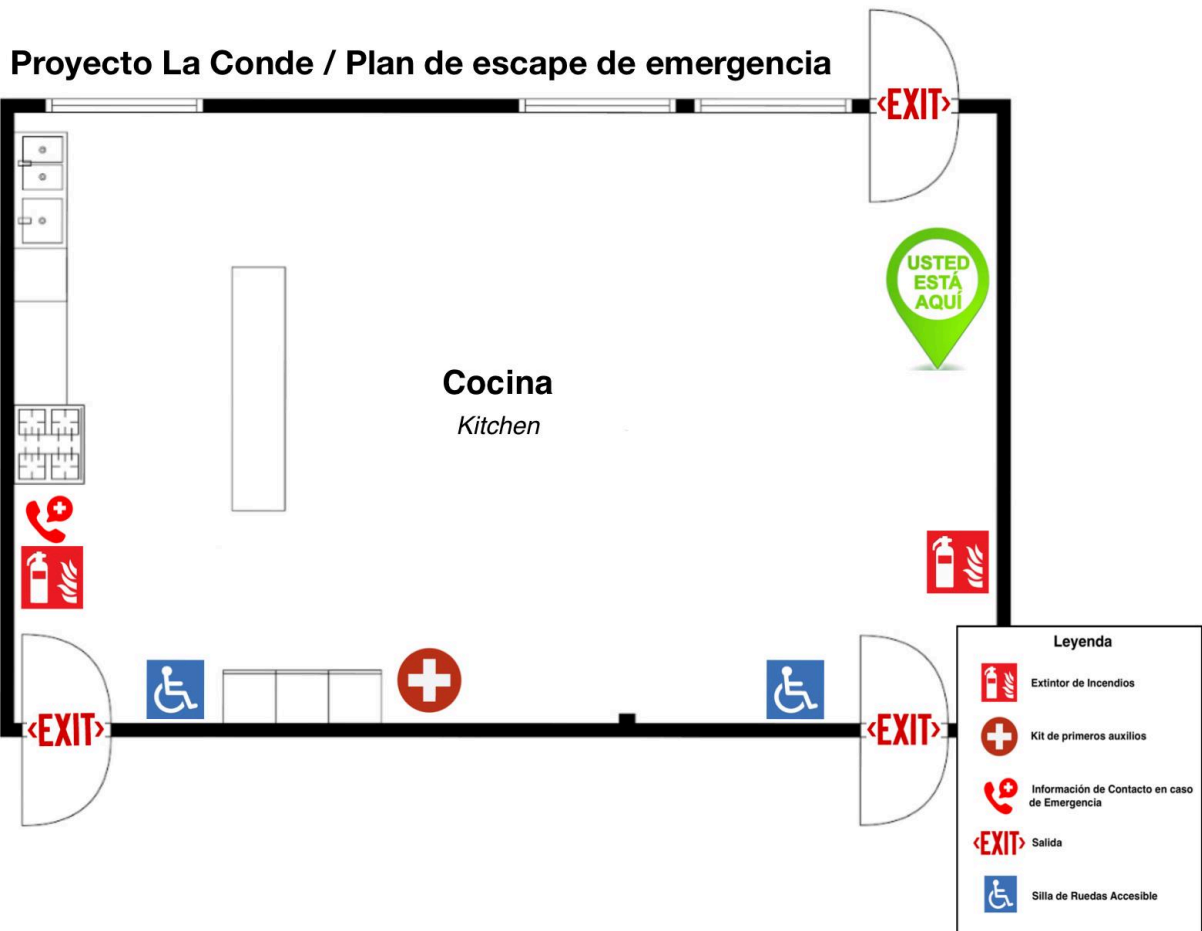 Proyecto La Conde / Plan de escape de emergencia
<EXIT>
USTED
ESTÁ
AQUÍ
Cocina
Kitchen
<EXIT>
<EXIT>
Leyenda
Extintor de Incendios
Kit de primeros auxilios
Información de Contacto en caso
de Emergencia
<EXIT> Salida
Silla de Ruedas Accesible